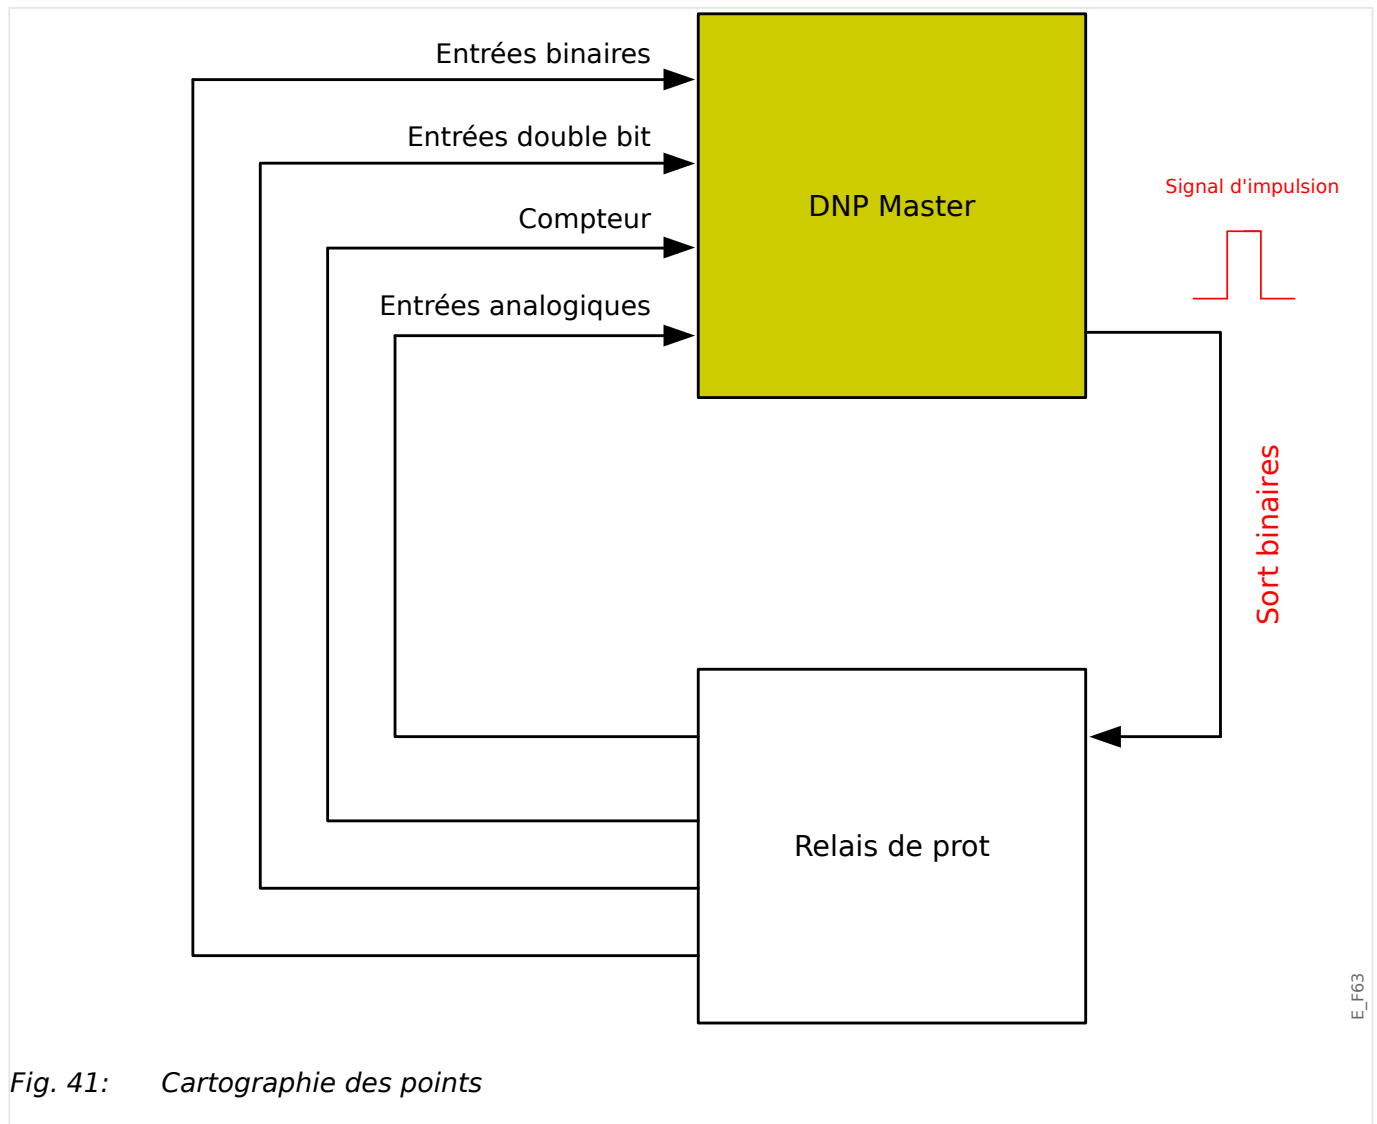 Entrées binaires
Entrées double bit
Compteur
Entrées analogiques
DNP Master
Signal d'impulsion
Sort binaires
Relais de prot
E_F63
Fig. 41: Cartographie des points